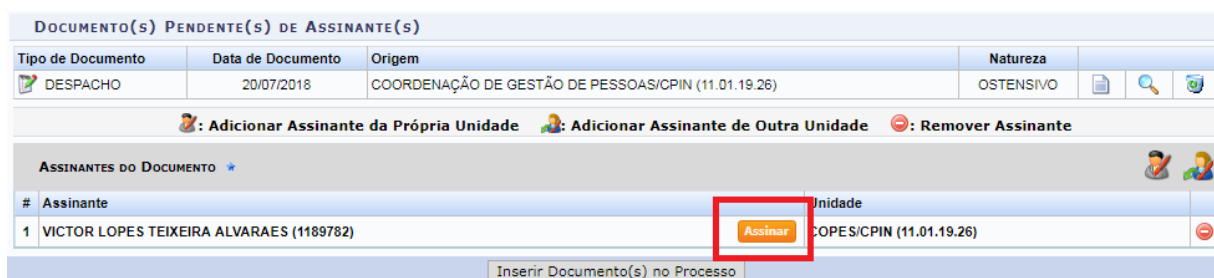 DOCUMENTO(S) PENDENTE(S) DE ASSINANTE(S)
Tipo de Documento Data de Documento Origem Natureza
DESPACHO 20/07/2018 COORDENAÇÃO DE GESTÃO DE PESSOAS/CPIN (11.01.19.26) OSTENSIVO
: Adicionar Assinante da Própria Unidade : Adicionar Assinante de Outra Unidade : Remover Assinante
ASSINANTES DO DOCUMENTO
# Assinante Unidade
1 VICTOR LOPES TEIXEIRA ALVARAES (1189782) Assinar COPES/CPIN (11.01.19.26)
Inserir Documento(s) no Processo